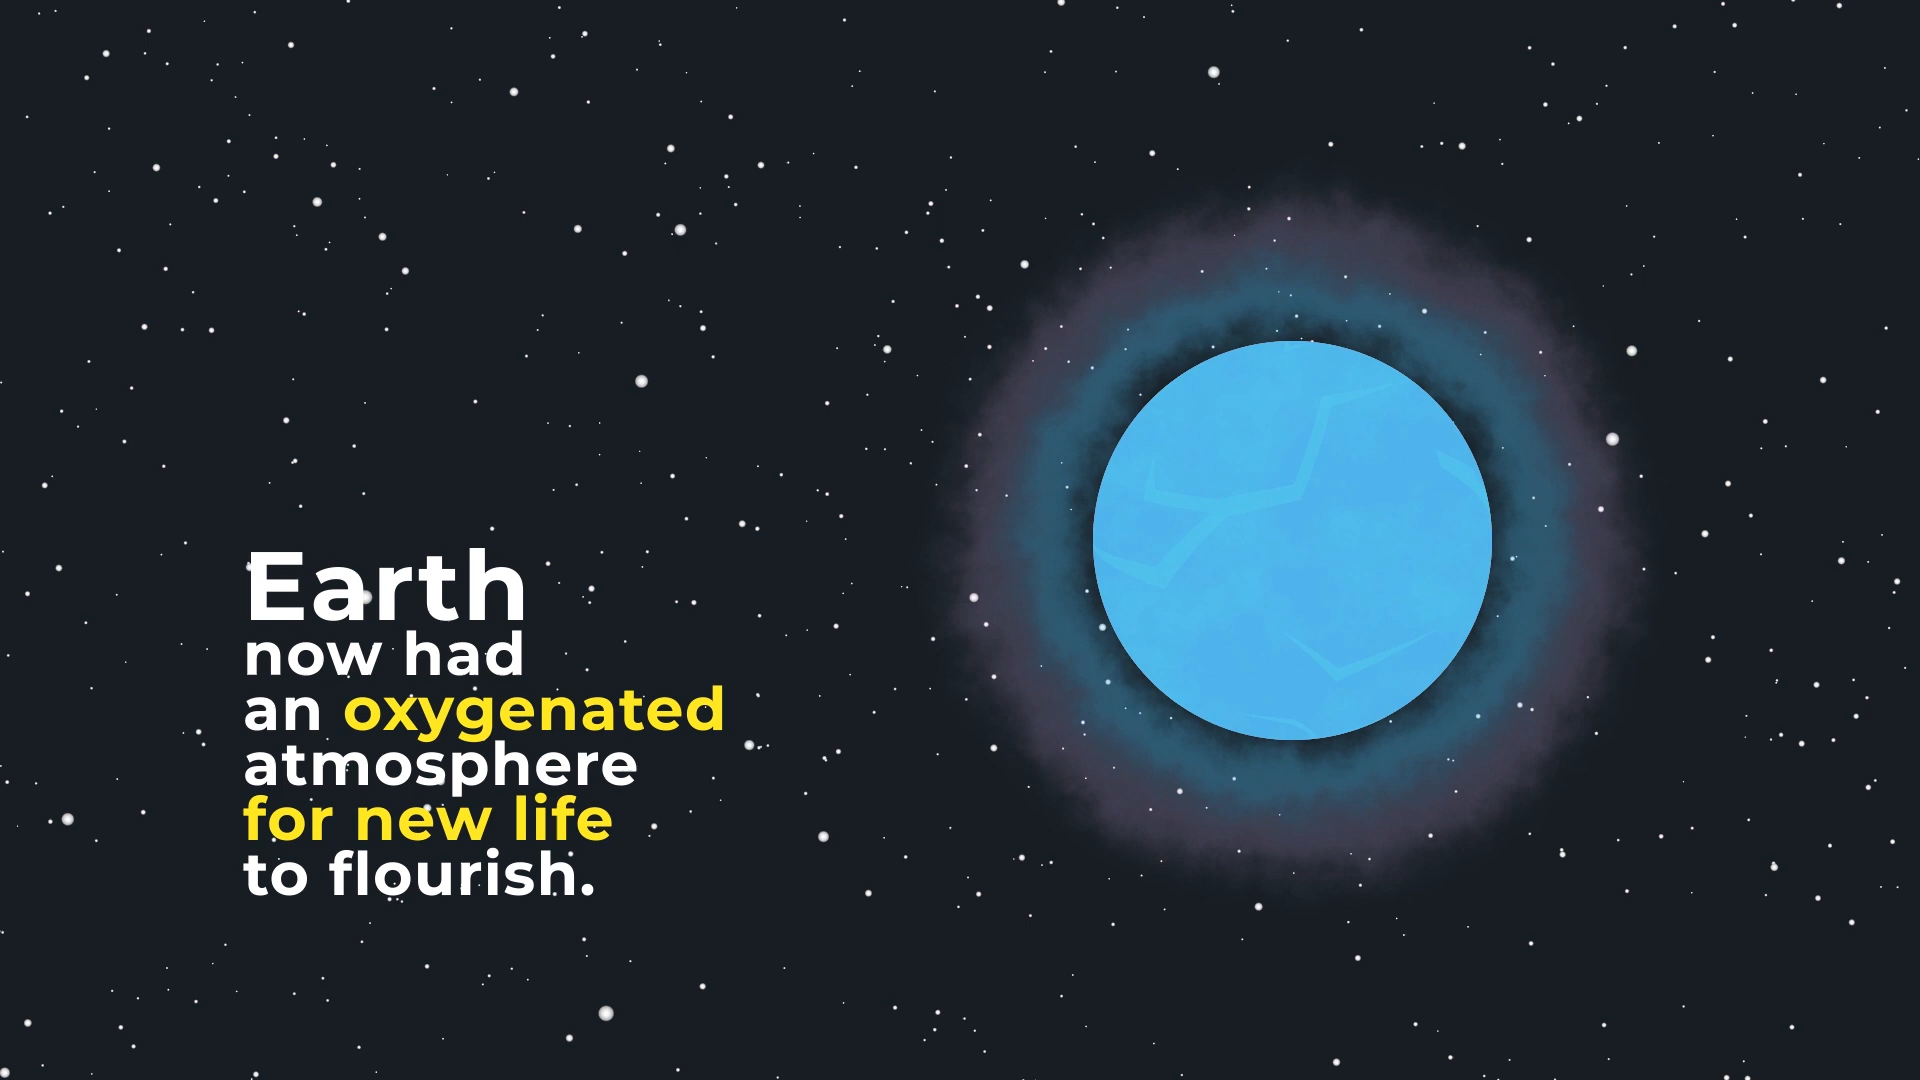 Earth
now had
an oxygenated
atmosphere
for new life
to flourish.